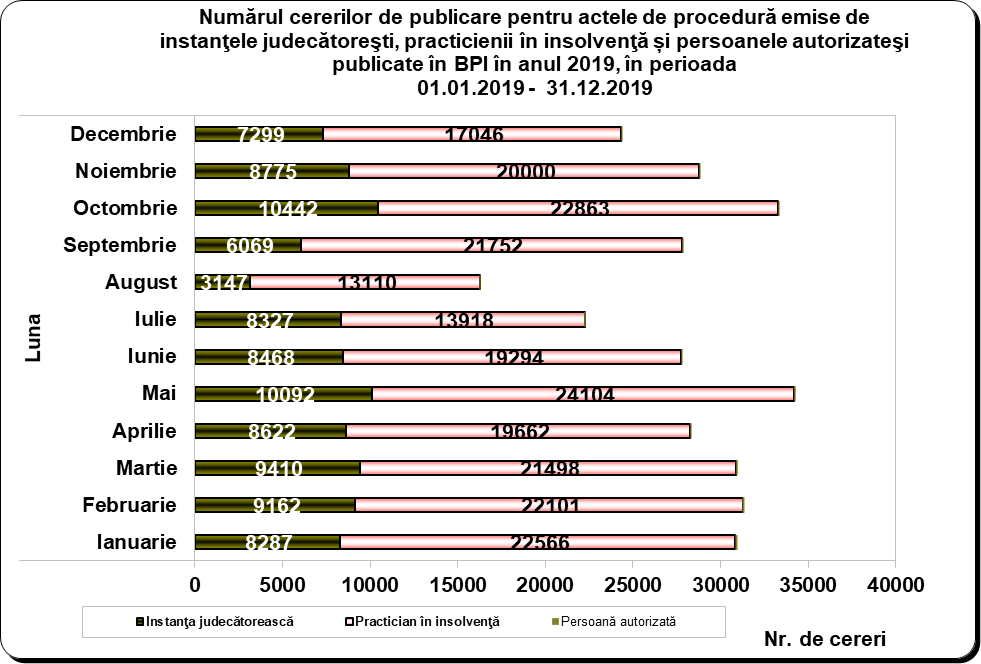 Numărul cererilor de publicare pentru actele de procedură emise de
instanţele judecătoreşti, practicienii în insolvenţă și persoanele autorizateşi
publicate în BPI în anul 2019, în perioada
01.01.2019 - 31.12.2019
Luna
Decembrie 7299 17046
Noiembrie 8775 20000
Octombrie 10442 22863
Septembrie 6069 21752
August 3147 13110
Iulie 8327 13918
Iunie 8468 19294
Mai 10092 24104
Aprilie 8622 19662
Martie 9410 21498
Februarie 9162 22101
Ianuarie 8287 22566
0 5000 10000 15000 20000 25000 30000 35000 40000
Instanţa judecătorească Practician în insolvenţă Persoană autorizată
Nr. de cereri